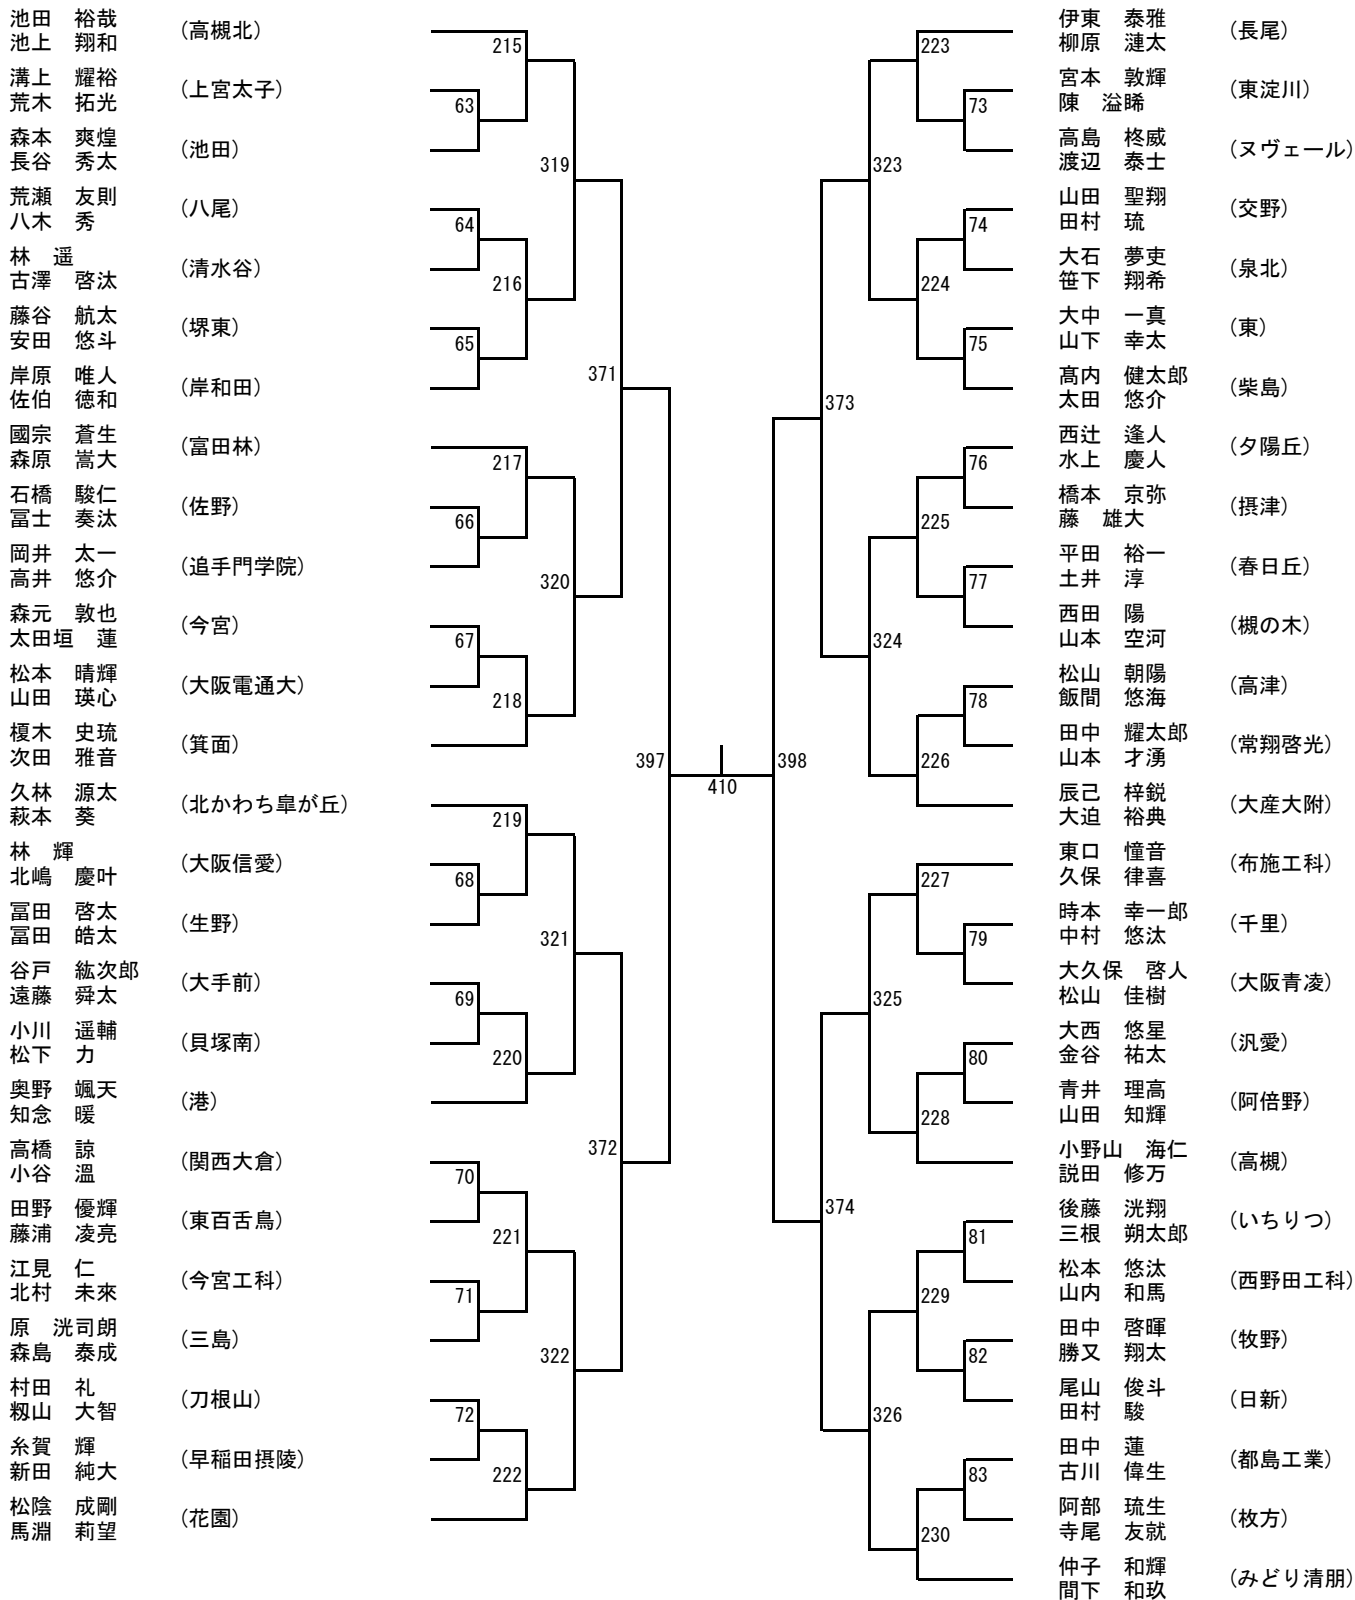 池田　裕哉
池上　翔和
（高槻北）
溝上　耀裕
荒木　拓光
（上宮太子）
森本　爽煌
長谷　秀太
（池田）
荒瀬　友則
八木　秀
（八尾）
林　遥
古澤　啓汰
（清水谷）
藤谷　航太
安田　悠斗
（堺東）
岸原　唯人
佐伯　徳和
（岸和田）
國宗　蒼生
森原　嵩大
（富田林）
石橋　駿仁
冨士　奏汰
（佐野）
岡井　太一
高井　悠介
（追手門学院）
森元　敦也
太田垣　蓮
（今宮）
松本　晴輝
山田　瑛心
（大阪電通大）
榎木　史琉
次田　雅音
（箕面）
久林　源太
萩本　葵
（北かわち皐が丘）
林　輝
北嶋　慶叶
（大阪信愛）
冨田　啓太
冨田　皓太
（生野）
谷戸　紘次郎
遠藤　舜太
（大手前）
小川　遥輔
松下　力
（貝塚南）
奥野　颯天
知念　暖
（港）
高橋　諒
小谷　溫
（関西大倉）
田野　優輝
藤浦　凌亮
（東百舌鳥）
江見　仁
北村　未來
（今宮工科）
原　洸司朗
森島　泰成
（三島）
村田　礼
籾山　大智
（刀根山）
糸賀　輝
新田　純大
（早稲田摂陵）
松陰　成剛
馬淵　莉望
（花園）
215
63
319
64
216
65
371
217
66
320
67
218
397
219
68
321
69
220
372
70
221
71
322
72
222
410
398
223
73
323
74
224
75
373
76
225
77
324
78
226
227
79
325
80
228
374
81
229
82
326
83
230
伊東　泰雅
柳原　漣太
（長尾）
宮本　敦輝
陳　溢晞
（東淀川）
高島　柊威
渡辺　泰士
（ヌヴェール）
山田　聖翔
田村　琉
（交野）
大石　夢吏
笹下　翔希
（泉北）
大中　一真
山下　幸太
（東）
髙内　健太郎
太田　悠介
（柴島）
西辻　逢人
水上　慶人
（夕陽丘）
橋本　京弥
藤　雄大
（摂津）
平田　裕一
土井　淳
（春日丘）
西田　陽
山本　空河
（槻の木）
松山　朝陽
飯間　悠海
（高津）
田中　耀太郎
山本　才湧
（常翔啓光）
辰己　梓鋭
大迫　裕典
（大産大附）
東口　憧音
久保　律喜
（布施工科）
時本　幸一郎
中村　悠汰
（千里）
大久保　啓人
松山　佳樹
（大阪青凌）
大西　悠星
金谷　祐太
（汎愛）
青井　理高
山田　知輝
（阿倍野）
小野山　海仁
説田　修万
（高槻）
後藤　洸翔
三根　朔太郎
（いちりつ）
松本　悠汰
山内　和馬
（西野田工科）
田中　啓暉
勝又　翔太
（牧野）
尾山　俊斗
田村　駿
（日新）
田中　蓮
古川　偉生
（都島工業）
阿部　琉生
寺尾　友就
（枚方）
仲子　和輝
間下　和玖
（みどり清朋）